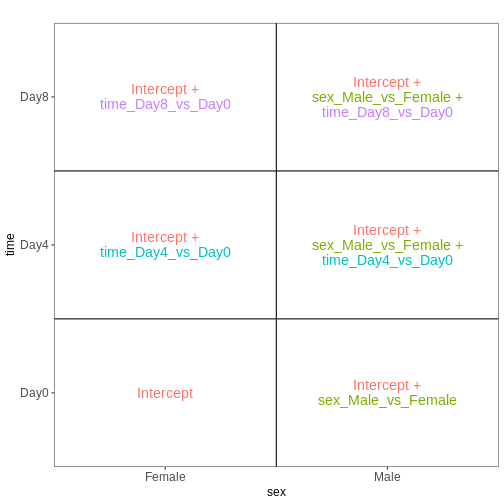 time
Day8
Intercept +
time_Day8_vs_Day0
Intercept +
sex_Male_vs_Female +
time_Day8_vs_Day0
Day4
Intercept +
time_Day4_vs_Day0
Intercept +
sex_Male_vs_Female +
time_Day4_vs_Day0
Day0
Intercept
Intercept +
sex_Male_vs_Female
Female
Male
sex